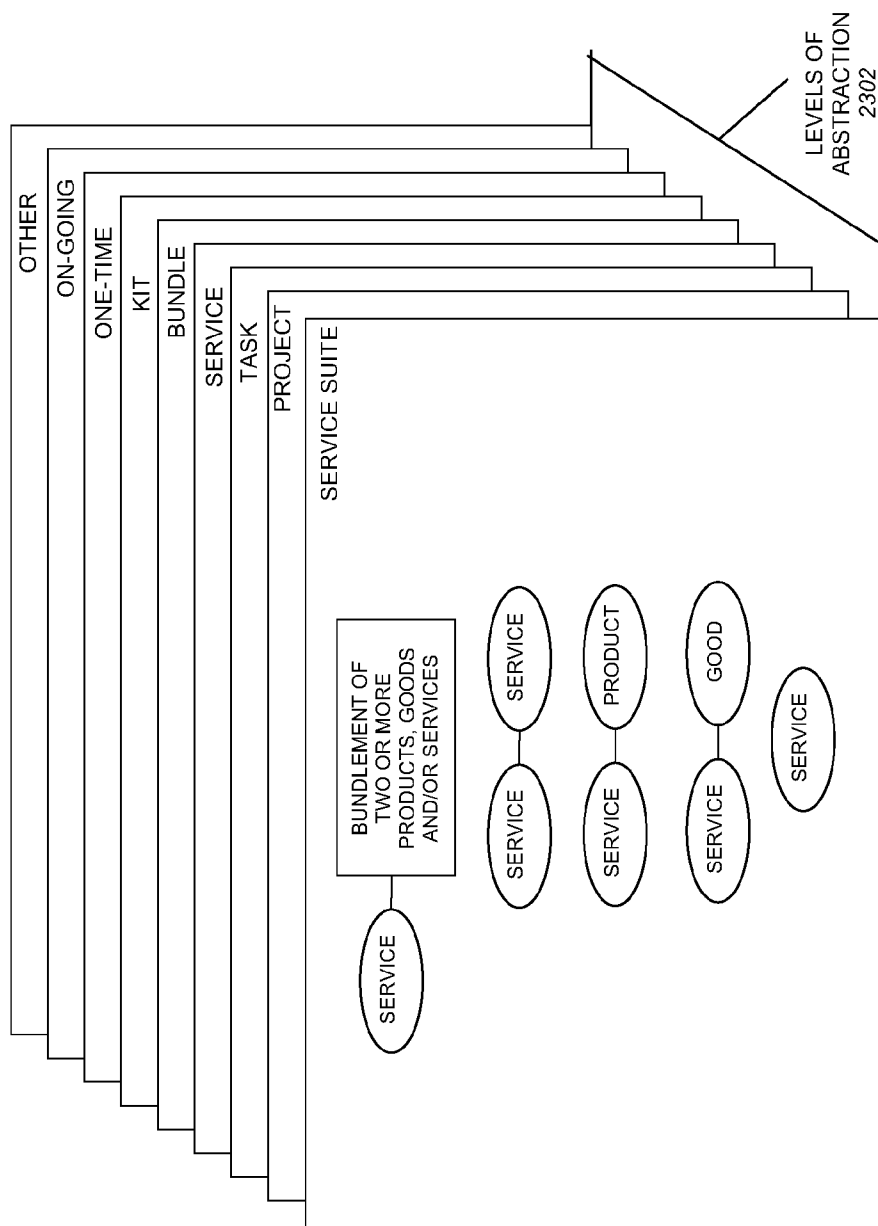 OTHER
ON-GOING
ONE-TIME
KIT
BUNDLE
SERVICE
TASK
PROJECT
SERVICE SUITE
SERVICE
BUNDLEMENT OF
TWO OR MORE
PRODUCTS, GOODS
AND/OR SERVICES
SERVICE
SERVICE
SERVICE
PRODUCT
SERVICE
GOOD
SERVICE
LEVELS OF
ABSTRACTION
2302